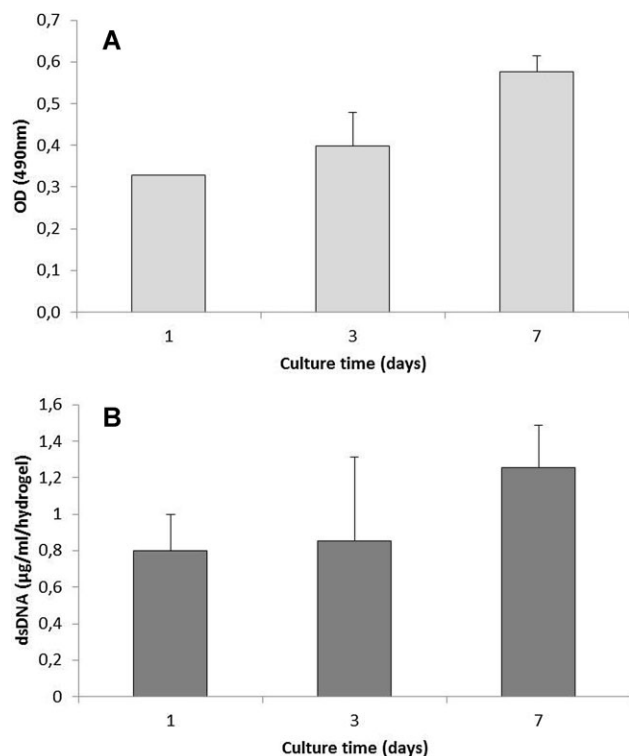 A
0,7
0,6
0,5
0,4
0,3
0,2
0,1
0,0
OD (490nm)
1 3 7
Culture time (days)
B
1,6
1,4
1,2
1
0,8
0,6
0,4
0,2
0
dsDNA (µg/ml/hydrogel)
1 3 7
Culture time (days)